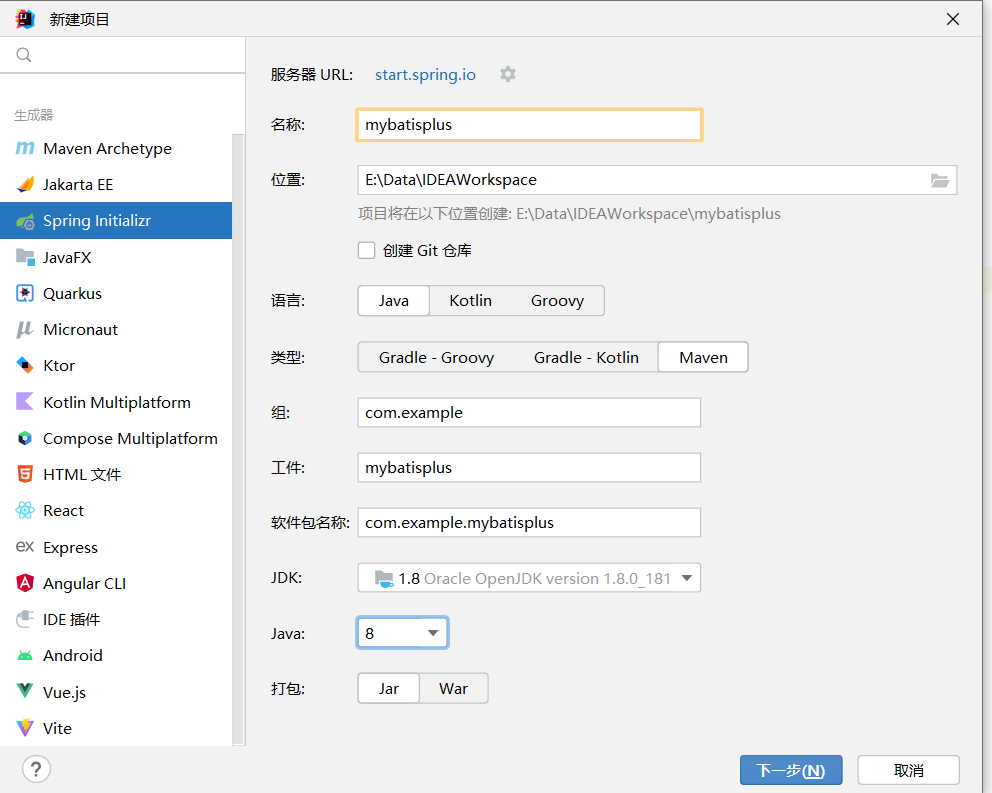 新建项目
生成器
Maven Archetype
Jakarta EE
Spring Initializr
JavaFX
Quarkus
Micronaut
Ktor
Kotlin Multiplatform
Compose Multiplatform
HTML 文件
React
Express
Angular CLI
IDE 插件
Android
Vue.js
Vite
服务器 URL: start.spring.io
名称: mybatisplus
位置: E:\Data\IDEAWorkspace
项目将在以下位置创建: E:\Data\IDEAWorkspace\mybatisplus
创建 Git 仓库
语言: Java Kotlin Groovy
类型: Gradle - Groovy Gradle - Kotlin Maven
组: com.example
工件: mybatisplus
软件包名称: com.example.mybatisplus
JDK: 1.8 Oracle OpenJDK version 1.8.0_181
Java: 8
打包: Jar War
? 下一步(N) 取消